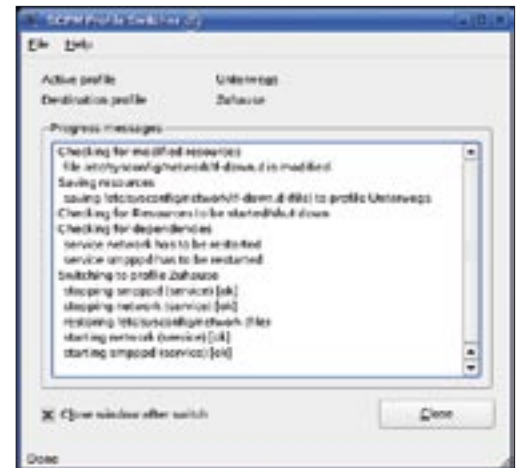 SCPM Profile Switcher
File Help
Active profile Unterwegs
Destination profile Zuhause
Progress messages
Checking for modified resources
file /etc/sysconfig/network/if-down.d is modified
Saving resources
saving /etc/sysconfig/network/if-down.d (file) to profile Unterwegs
Checking for Resources to be started/shut down
Checking for dependencies
service network has to be restarted
service smpppd has to be restarted
Switching to profile Zuhause
stopping smpppd (service) [ok]
stopping network (service) [ok]
restoring /etc/sysconfig/network (file)
starting network (service) [ok]
starting smpppd (service) [ok]
Close window after switch
Close
Done